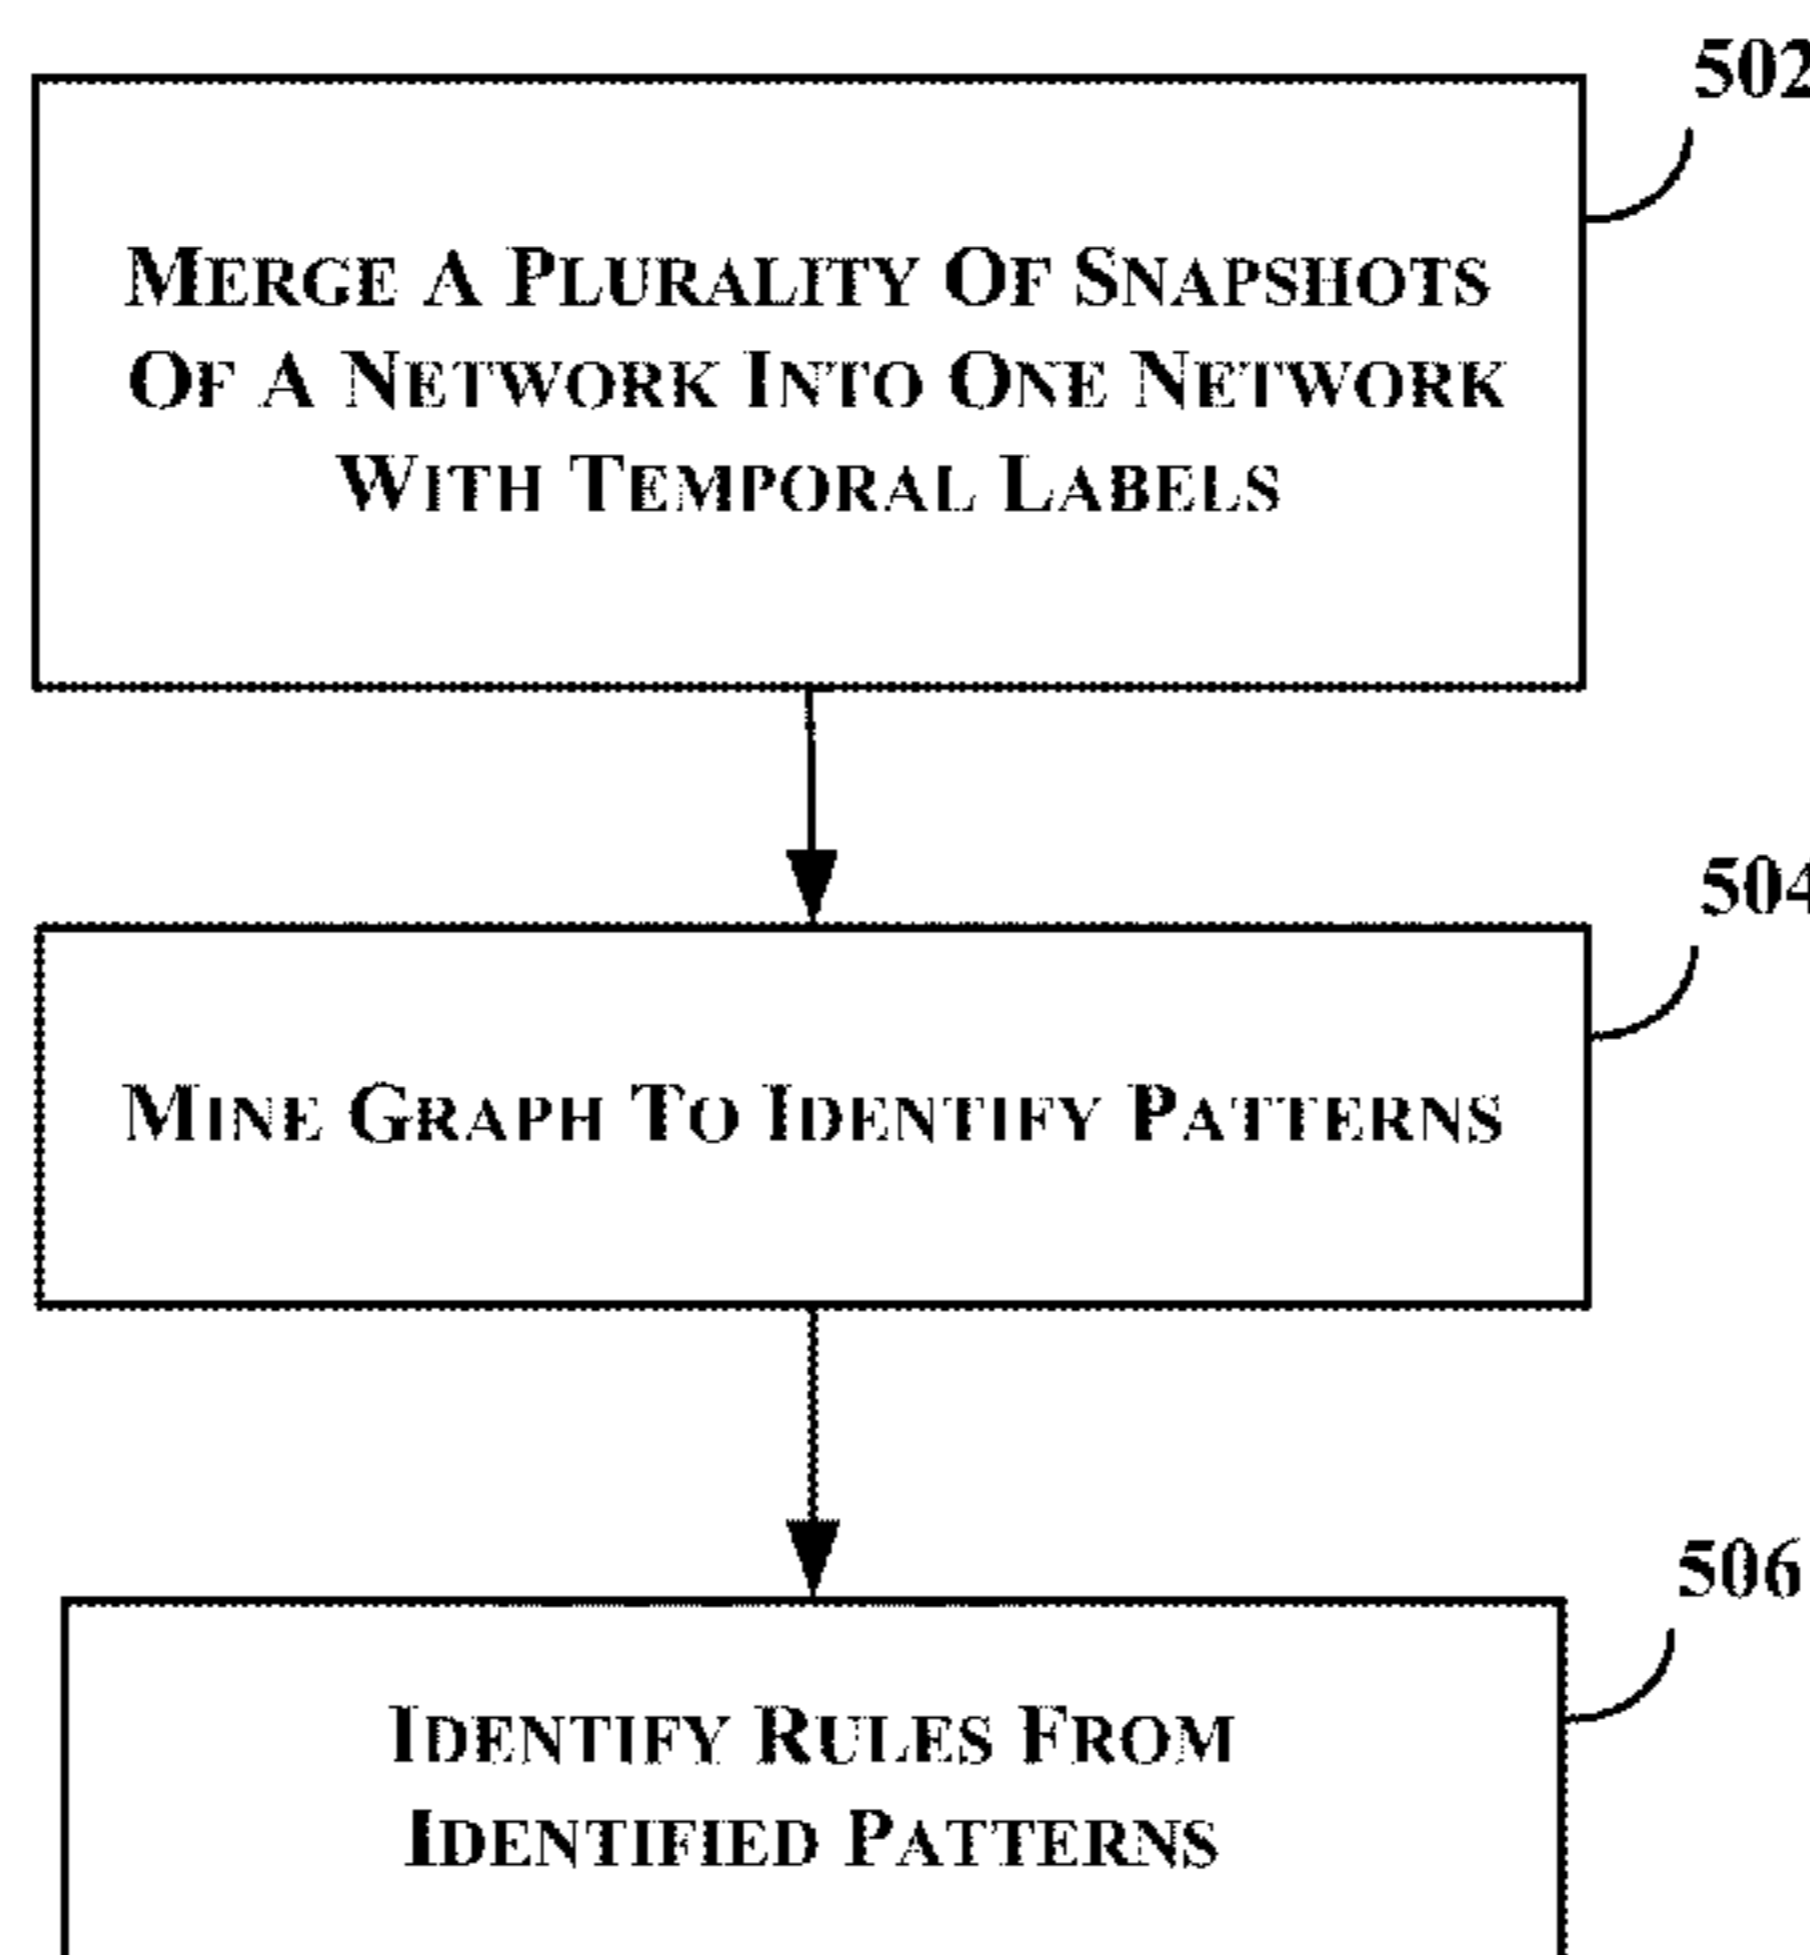 502
MERGE A PLURALITY OF SNAPSHOTS
OF A NETWORK INTO ONE NETWORK
WITH TEMPORAL LABELS
504
MINE GRAPH TO IDENTIFY PATTERNS
506
IDENTIFY RULES FROM
IDENTIFIED PATTERNS